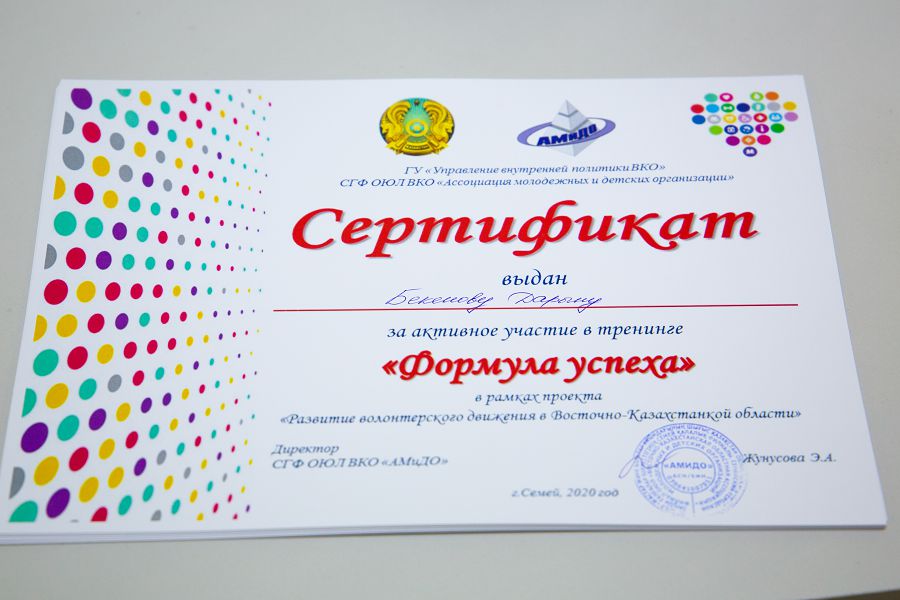 АМиДО
ГУ «Управление внутренней политики ВКО»
СГФ ОЮЛ ВКО «Ассоциация молодежных и детских организации»
Сертификат
выдан
Бекенову Дарыну
за активное участие в тренинге
«Формула успеха»
в рамках проекта
«Развитие волонтерского движения в Восточно-Казахстанкой области»
Директор
СГФ ОЮЛ ВКО «АМиДО»
«АМИДО»
Жунусова Э.А.
г.Семей, 2020 год